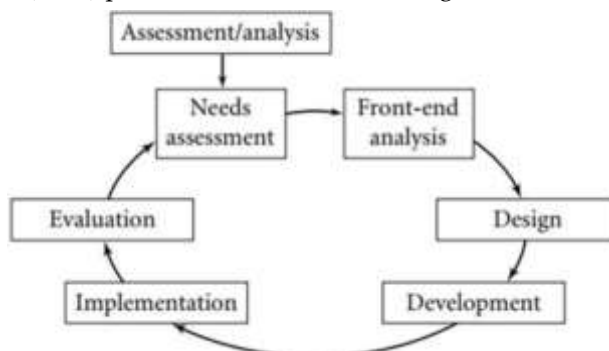 Assessment/analysis
Needs
assessment
Front-end
analysis
Evaluation
Design
Implementation
Development